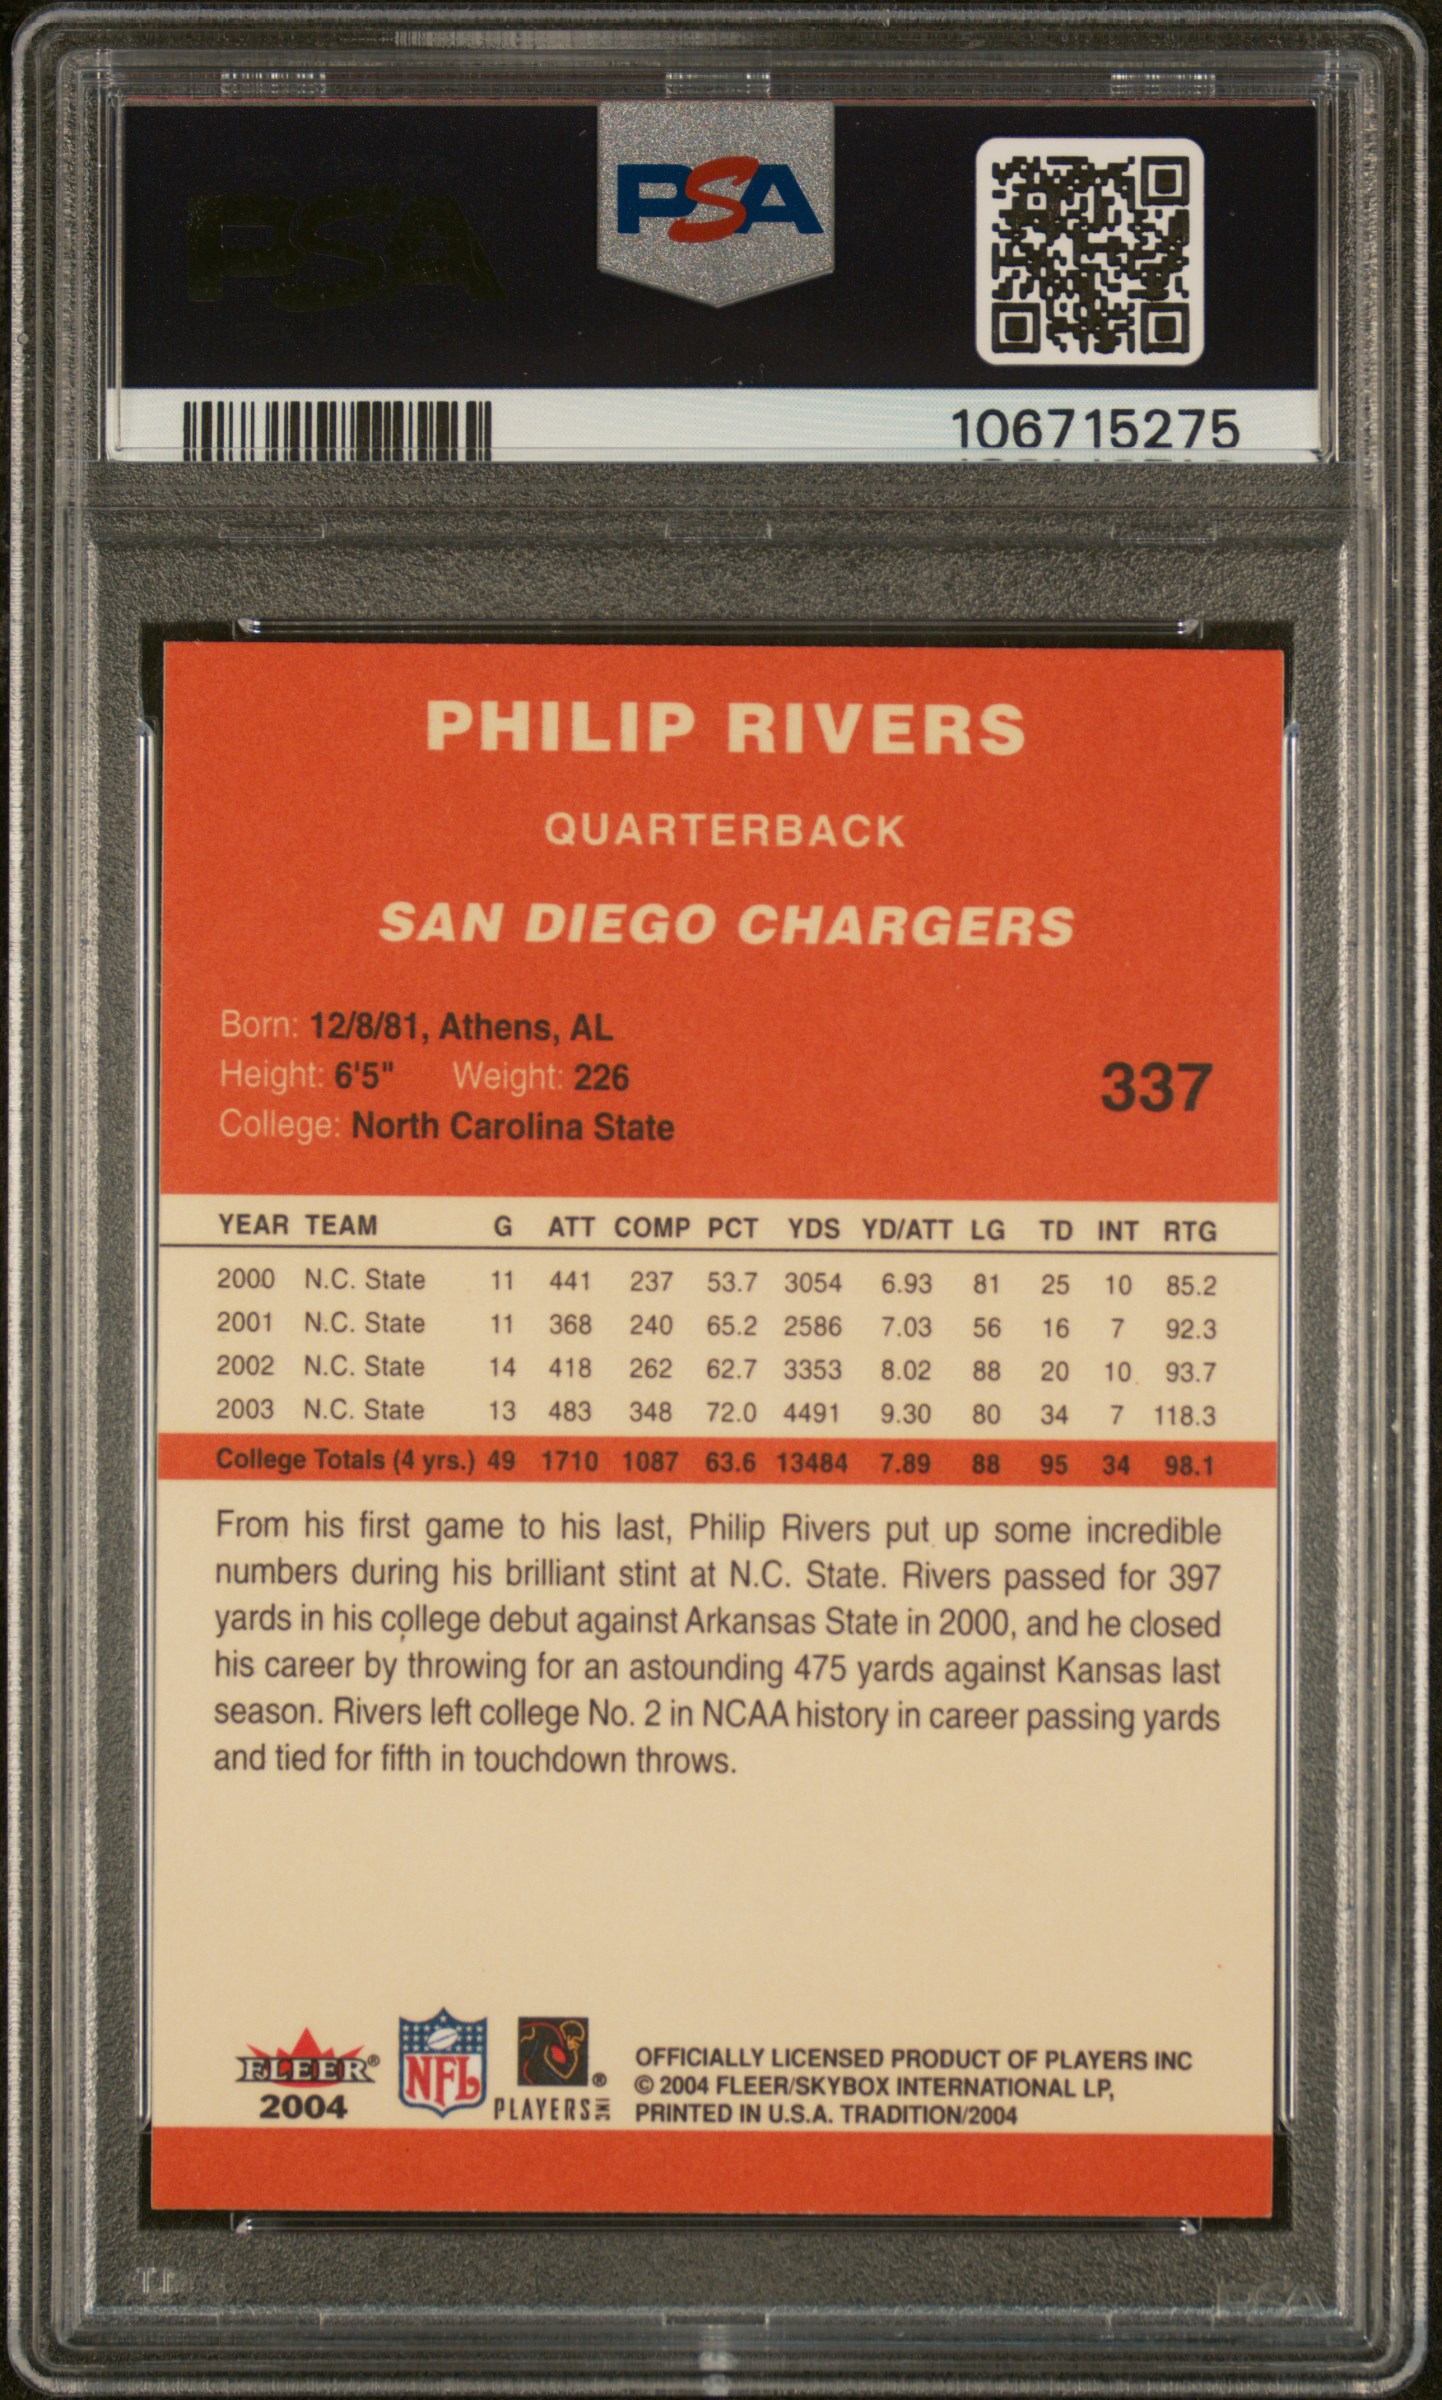 PSA
PSA
106715275
PHILIP RIVERS
QUARTERBACK
SAN DIEGO CHARGERS
Born: 12/8/81, Athens, AL
Height: 6'5" Weight: 226
337
College: North Carolina State
YEAR TEAM G ATT COMP PCT YDS YD/ATT LG TD INT RTG
2000 N.C. State 11 441 237 53.7 3054 6.93 81 25 10 85.2
2001 N.C. State 11 368 240 65.2 2586 7.03 56 16 7 92.3
2002 N.C. State 14 418 262 62.7 3353 8.02 88 20 10 93.7
2003 N.C. State 13 483 348 72.0 4491 9.30 80 34 7 118.3
College Totals (4 yrs.) 49 1710 1087 63.6 13484 7.89 88 95 34 98.1
From his first game to his last, Philip Rivers put up some incredible
numbers during his brilliant stint at N.C. State. Rivers passed for 397
yards in his college debut against Arkansas State in 2000, and he closed
his career by throwing for an astounding 475 yards against Kansas last
season. Rivers left college No. 2 in NCAA history in career passing yards
and tied for fifth in touchdown throws.
FLEER®
2004
NFL
®
PLAYERS INC
OFFICIALLY LICENSED PRODUCT OF PLAYERS INC
© 2004 FLEER/SKYBOX INTERNATIONAL LP,
PRINTED IN U.S.A. TRADITION/2004
PSA